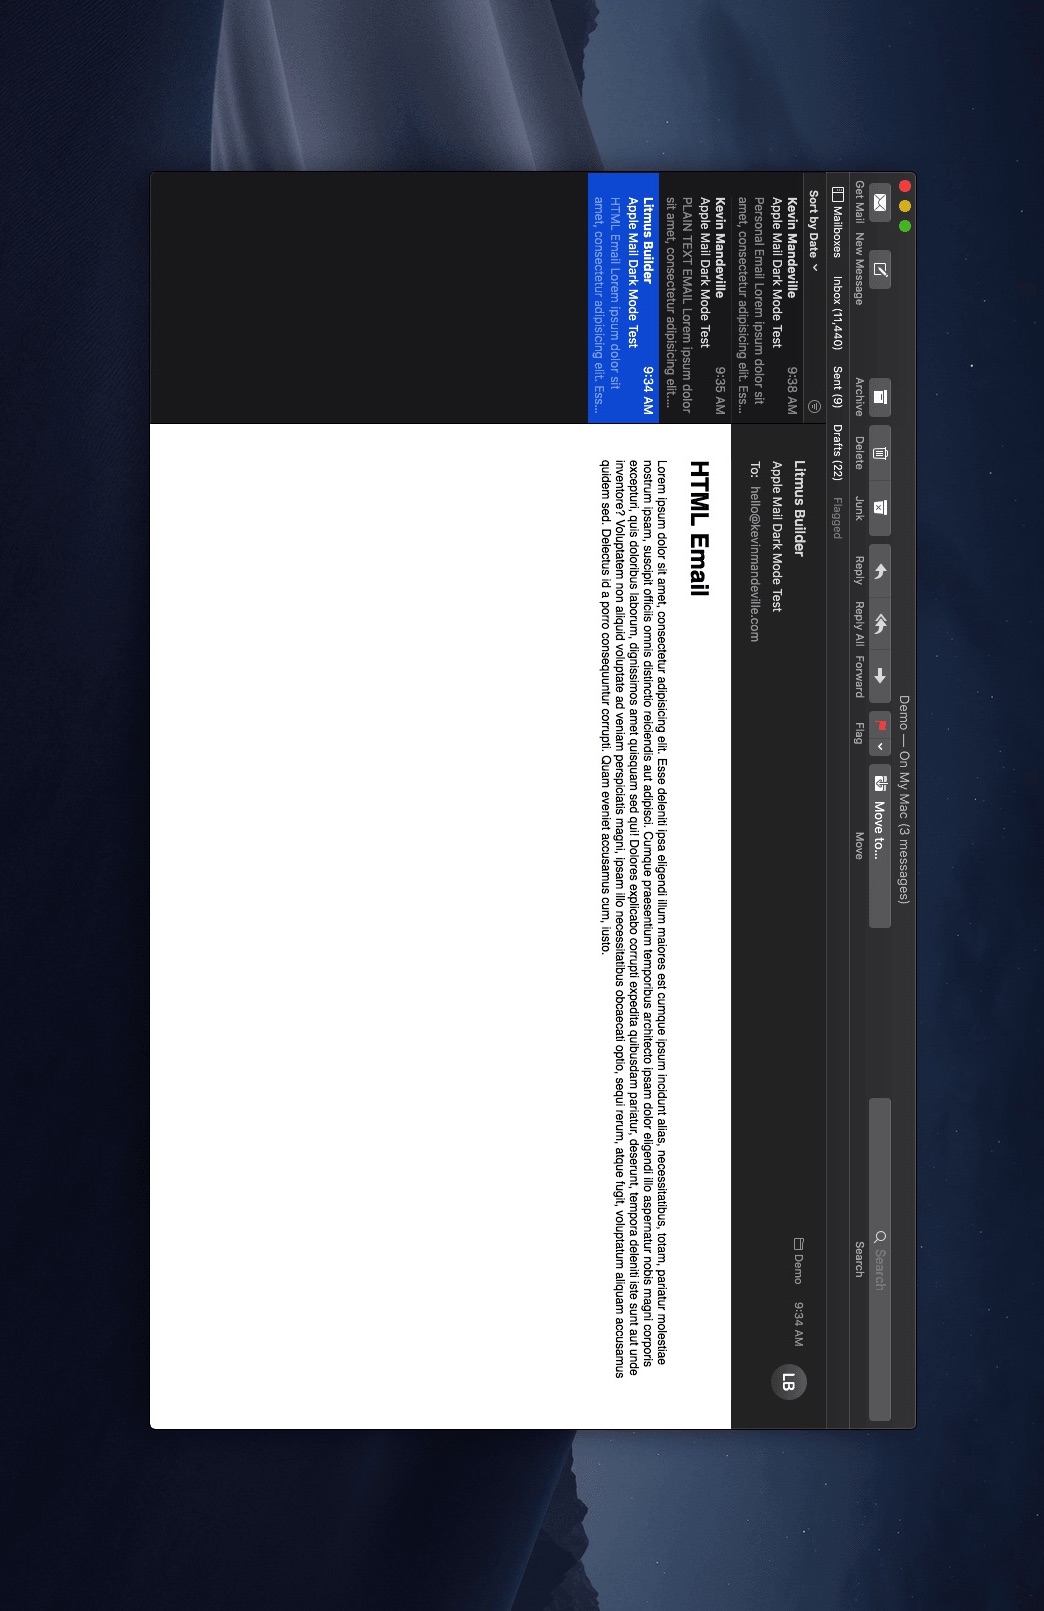 Demo — On My Mac (3 messages)
Move to...
Search
Get Mail New Message Archive Delete Junk Reply Reply All Forward Flag Move Search
Mailboxes Inbox (11,440) Sent (9) Drafts (22) Flagged
Sort by Date
Kevin Mandeville 9:38 AM
Apple Mail Dark Mode Test
Personal Email Lorem ipsum dolor sit
amet, consectetur adipisicing elit. Ess...
Kevin Mandeville 9:35 AM
Apple Mail Dark Mode Test
PLAIN TEXT EMAIL Lorem ipsum dolor
sit amet, consectetur adipisicing elit....
Litmus Builder 9:34 AM
Apple Mail Dark Mode Test
HTML Email Lorem ipsum dolor sit
amet, consectetur adipisicing elit. Ess...
Litmus Builder Demo 9:34 AM
LB
Apple Mail Dark Mode Test
To: hello@kevinmandeville.com
HTML Email
Lorem ipsum dolor sit amet, consectetur adipisicing elit. Esse deleniti ipsa eligendi illum maiores est cumque ipsum incidunt alias, necessitatibus, totam, pariatur molestiae
nostrum ipsam, suscipit officiis omnis distinctio reiciendis aut adipisci. Cumque praesentium temporibus architecto ipsam dolor eligendi illo aspernatur nobis magni corporis
excepturi, quis doloribus laborum, dignissimos amet quisquam sed qui! Dolores explicabo corrupti expedita quibusdam pariatur, deserunt, tempora deleniti iste sunt aut unde
inventore? Voluptatem non aliquid voluptate ad veniam perspiciatis magni, ipsam illo necessitatibus obcaecati optio, sequi rerum, atque fugit, voluptatum aliquam accusamus
quidem sed. Delectus id a porro consequuntur corrupti. Quam eveniet accusamus cum, iusto.